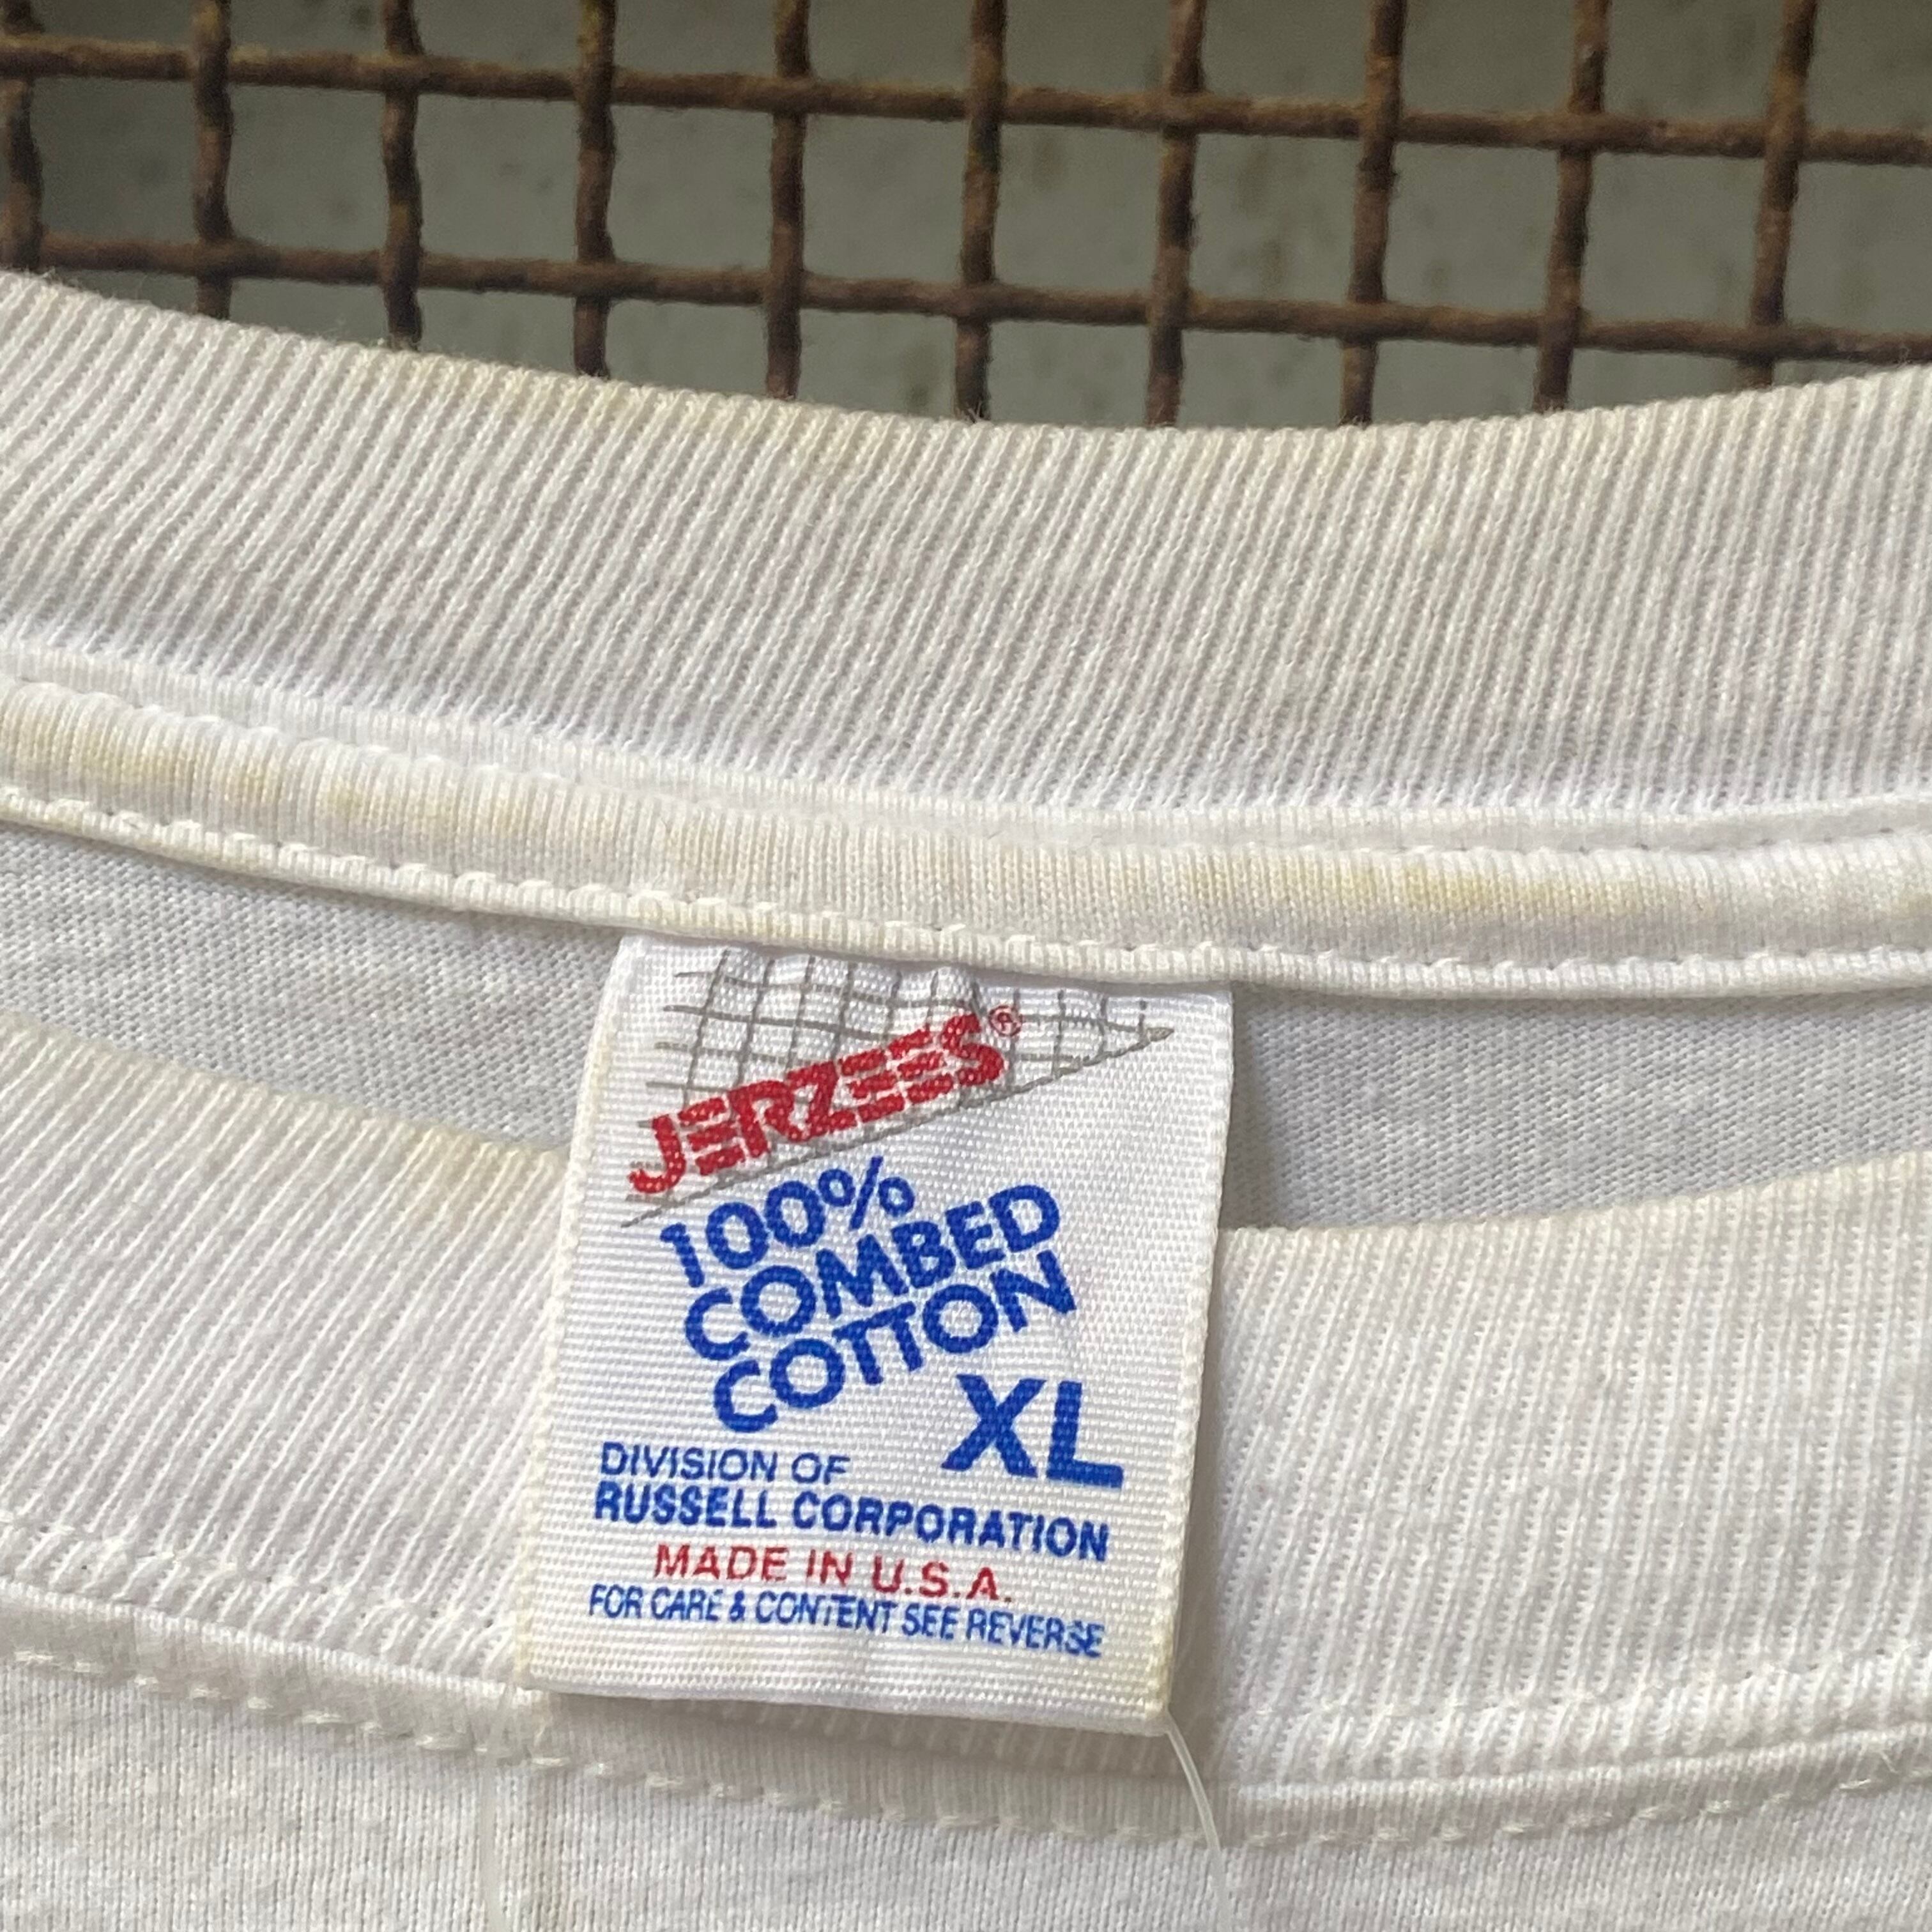 JERZEES®
100%
COMBED
COTTON
XL
DIVISION OF
RUSSELL CORPORATION
MADE IN U.S.A.
FOR CARE & CONTENT SEE REVERSE